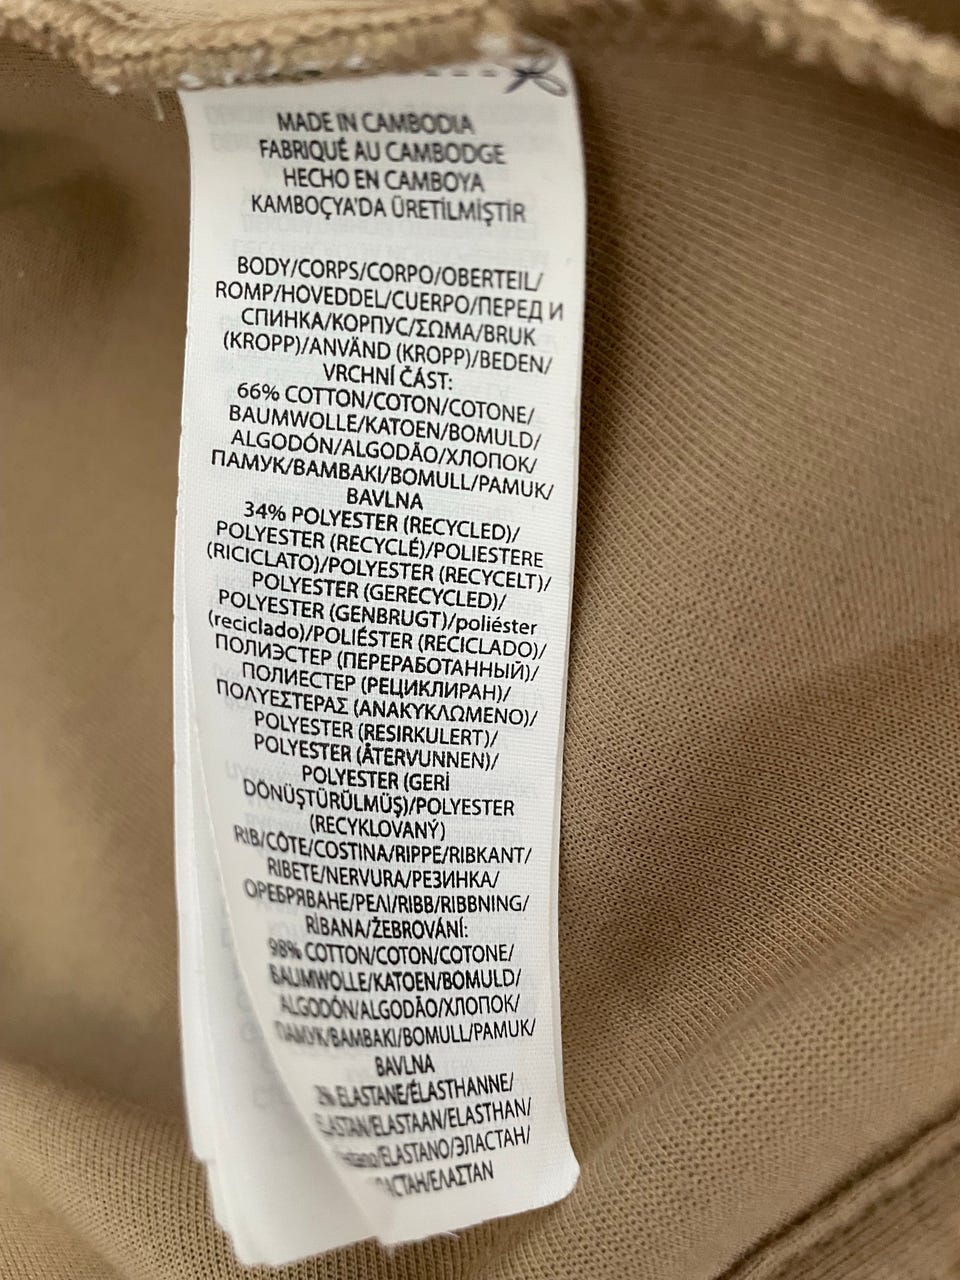 MADE IN CAMBODIA
FABRIQUÉ AU CAMBODGE
HECHO EN CAMBOYA
KAMBOÇYA'DA ÜRETİLMİŞTİR
BODY/CORPS/CORPO/OBERTEIL/
ROMP/HOVEDDEL/CUERPO/ПЕРЕД И
СПИНКА/КОРПУС/ΣΩΜΑ/BRUK
(KROPP)/ANVÄND (KROPP)/BEDEN/
VRCHNÍ ČÁST:
66% COTTON/COTON/COTONE/
BAUMWOLLE/KATOEN/BOMULD/
ALGODÓN/ALGODÃO/ХЛОПОК/
ПАМУК/ΒΑΜΒΑΚΙ/BOMULL/PAMUK/
BAVLNA
34% POLYESTER (RECYCLED)/
POLYESTER (RECYCLÉ)/POLIESTERE
(RICICLATO)/POLYESTER (RECYCELT)/
POLYESTER (GERECYCLED)/
POLYESTER (GENBRUGT)/poliéster
(reciclado)/POLIÉSTER (RECICLADO)/
ПОЛИЭСТЕР (ПЕРЕРАБОТАННЫЙ)/
ПОЛИЕСТЕР (РЕЦИКЛИРАН)/
ΠΟΛΥΕΣΤΕΡΑΣ (ΑΝΑΚΥΚΛΩΜΕΝΟ)/
POLYESTER (RESIRKULERT)/
POLYESTER (ÅTERVUNNEN)/
POLYESTER (GERİ
DÖNÜŞTÜRÜLMÜŞ)/POLYESTER
(RECYKLOVANÝ)
RIB/CÔTE/COSTINA/RIPPE/RIBKANT/
RIBETE/NERVURA/РЕЗИНКА/
ОРЕБРЯВАНЕ/ΡΕΛΙ/RIBB/RIBBNING/
RİBANA/ŽEBROVÁNÍ:
98% COTTON/COTON/COTONE/
BAUMWOLLE/KATOEN/BOMULD/
ALGODÓN/ALGODÃO/ХЛОПОК/
ПАМУК/ΒΑΜΒΑΚΙ/BOMULL/PAMUK/
BAVLNA
2% ELASTANE/ÉLASTHANNE/
ELASTAN/ELASTAAN/ELASTHAN/
ELASTANO/ЭЛАСТАН/
ΕΛΑΣΤΑΝ